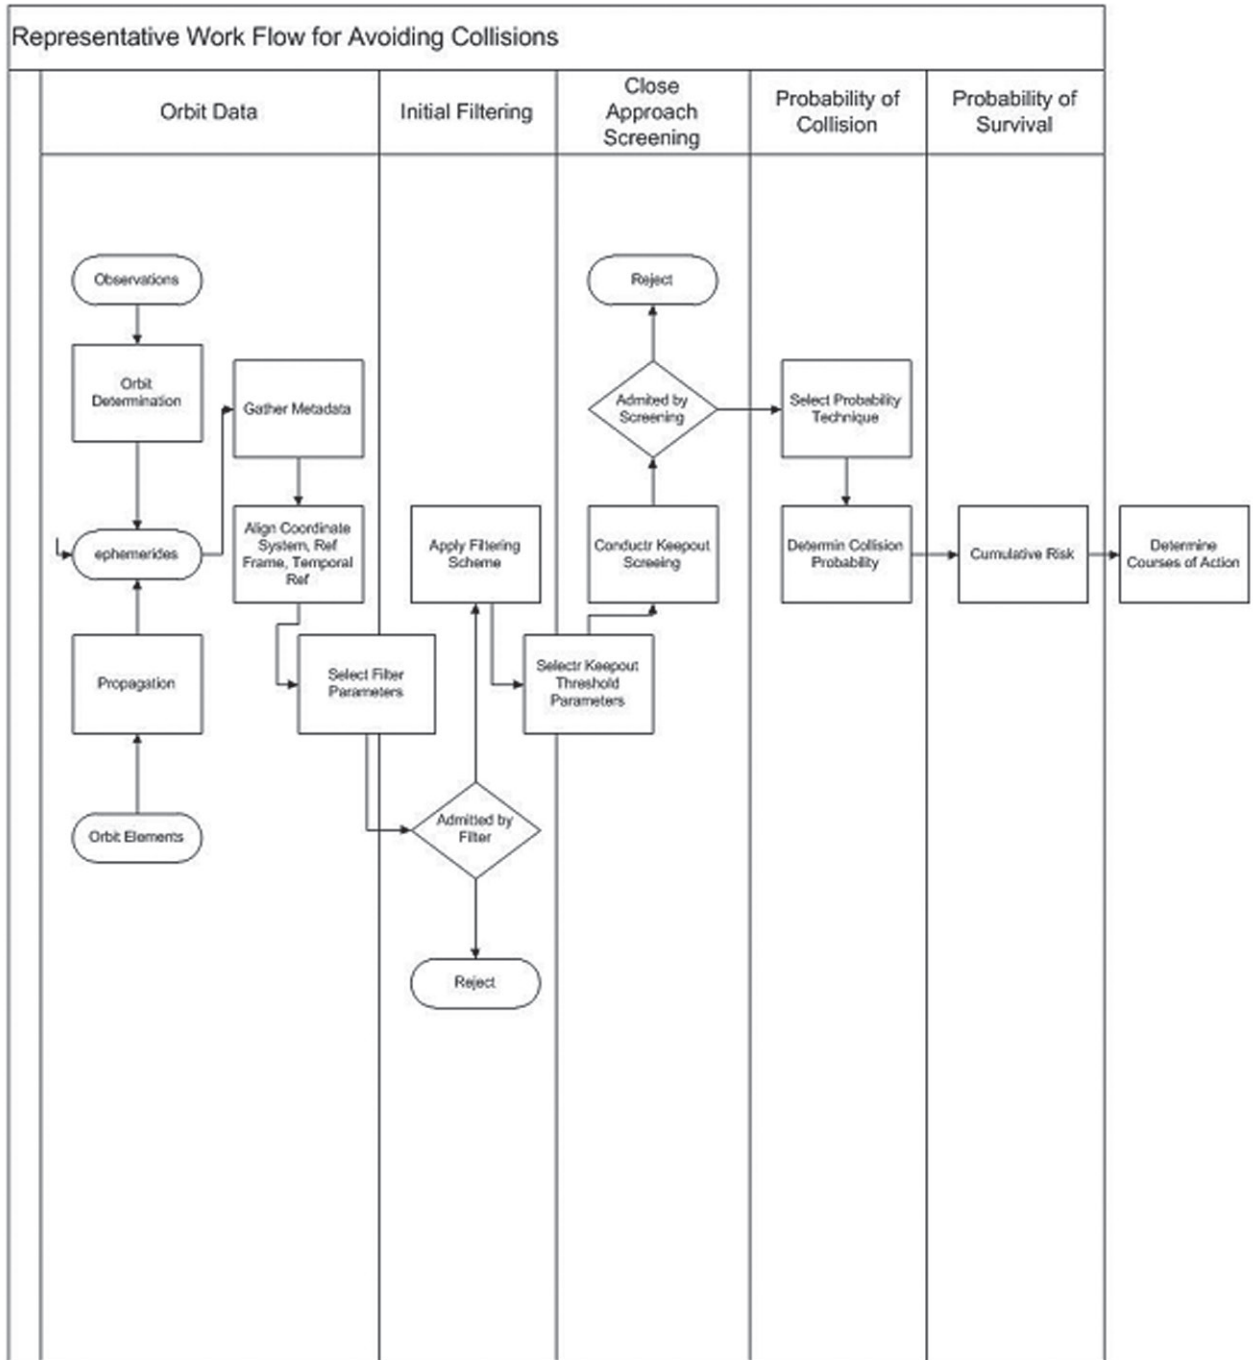 Representative Work Flow for Avoiding Collisions
Orbit Data
Initial Filtering
Close
Approach
Screening
Probability of
Collision
Probability of
Survival
Observations
Orbit
Determination
ephemerides
Propagation
Orbit Elements
Gather Metadata
Align Coordinate
System, Ref
Frame, Temporal
Ref
Select Filter
Parameters
Apply Filtering
Scheme
Admitted by
Filter
Reject
Selectr Keepout
Threshold
Parameters
Conductr Keepout
Screeing
Admited by
Screening
Reject
Select Probability
Technique
Determin Collision
Probability
Cumulative Risk
Determine
Courses of Action